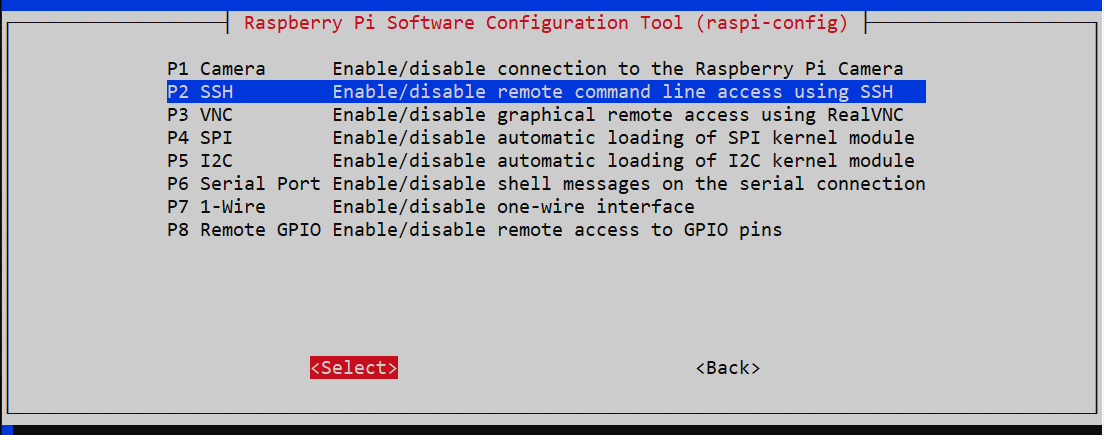 Raspberry Pi Software Configuration Tool (raspi-config)
P1 Camera Enable/disable connection to the Raspberry Pi Camera
P2 SSH Enable/disable remote command line access using SSH
P3 VNC Enable/disable graphical remote access using RealVNC
P4 SPI Enable/disable automatic loading of SPI kernel module
P5 I2C Enable/disable automatic loading of I2C kernel module
P6 Serial Port Enable/disable shell messages on the serial connection
P7 1-Wire Enable/disable one-wire interface
P8 Remote GPIO Enable/disable remote access to GPIO pins
<Select> <Back>